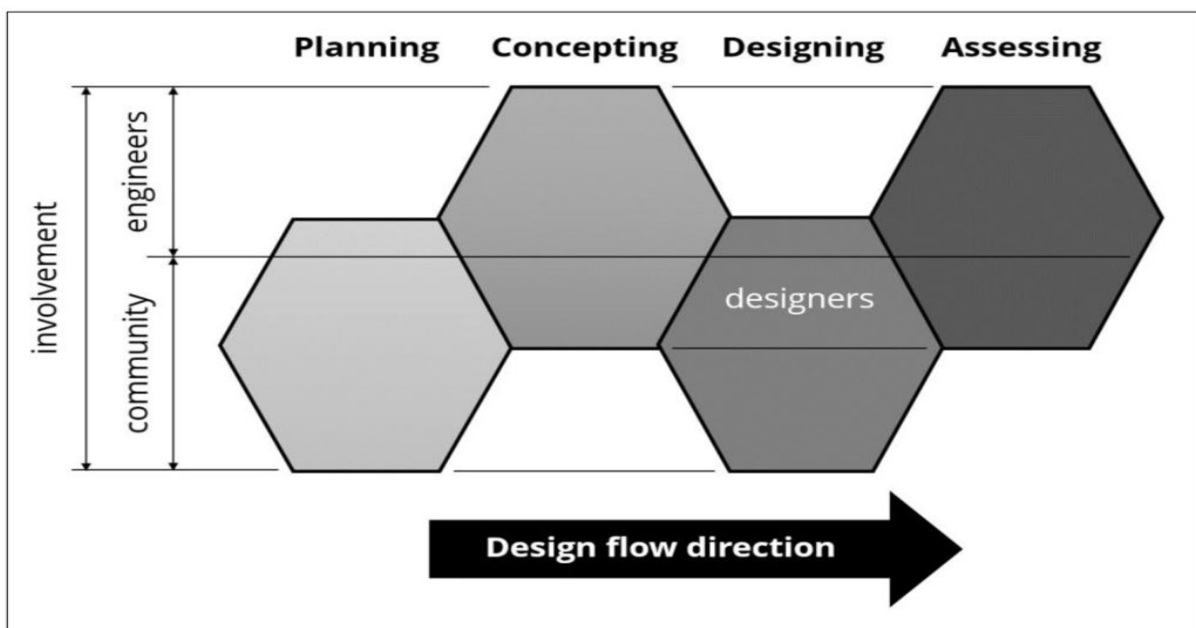 Planning Concepting Designing Assessing
involvement
engineers
community
designers
Design flow direction